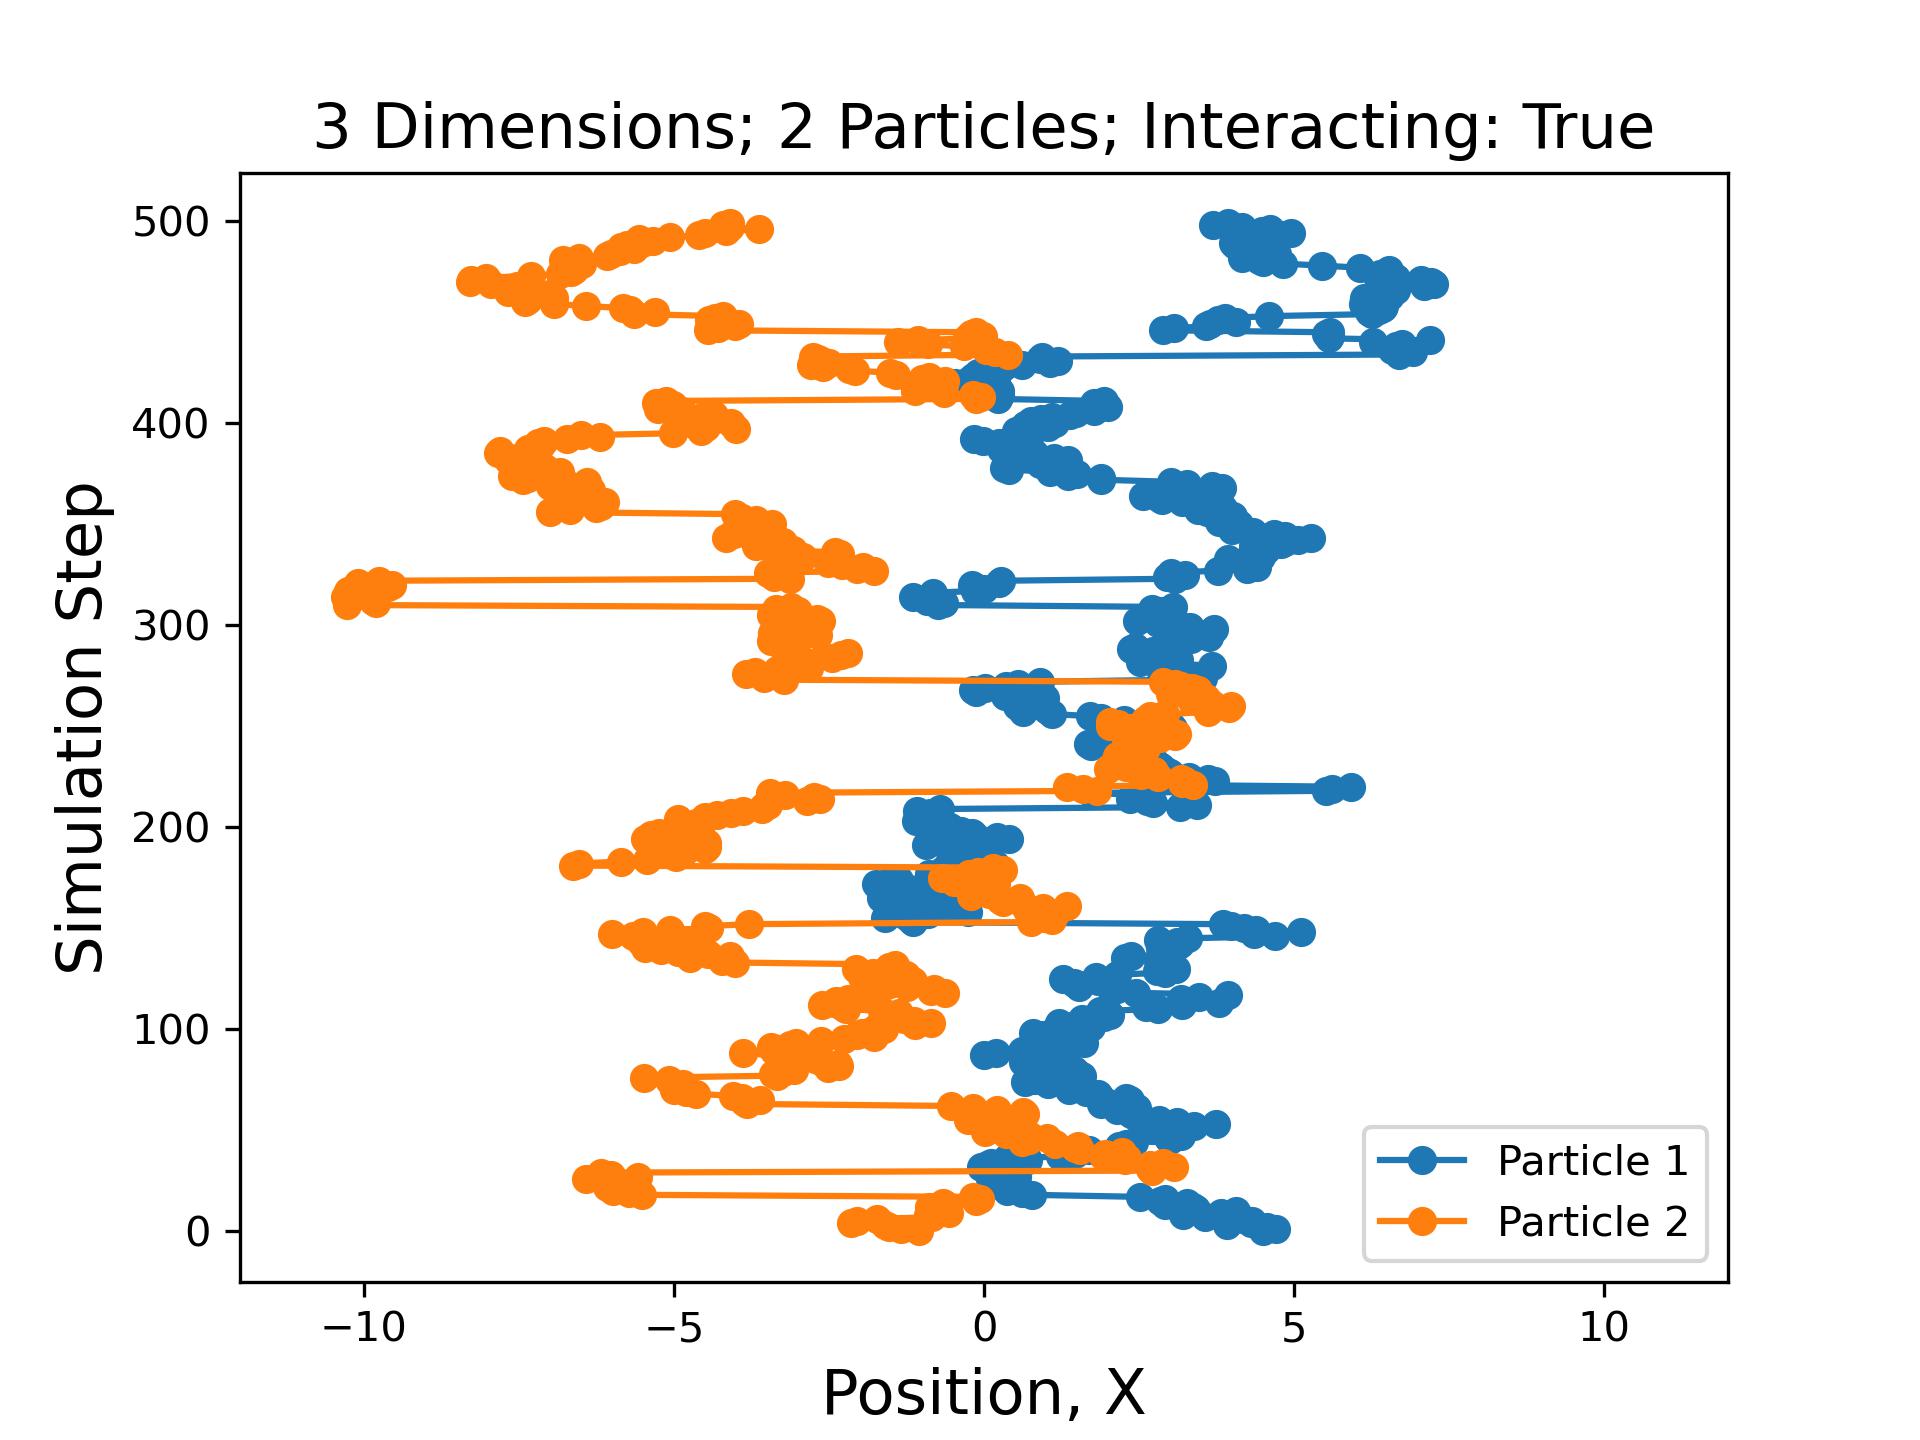 3 Dimensions; 2 Particles; Interacting: True
Simulation Step
500
400
300
200
100
0
−10
−5
0
5
10
Position, X
Particle 1
Particle 2